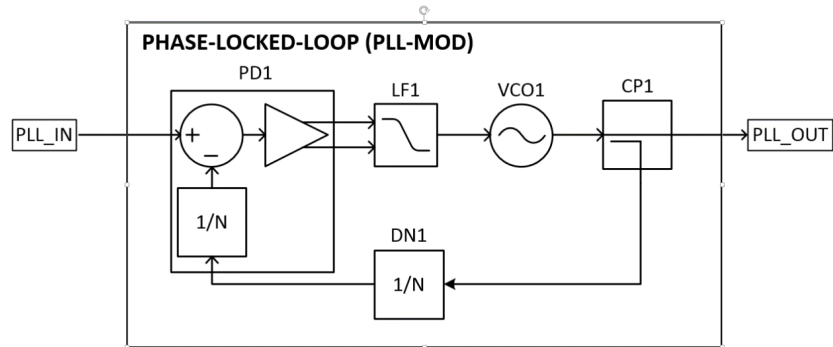 PHASE-LOCKED-LOOP (PLL-MOD)
PD1
LF1
VCO1
CP1
PLL_IN
+
−
PLL_OUT
1/N
DN1
1/N